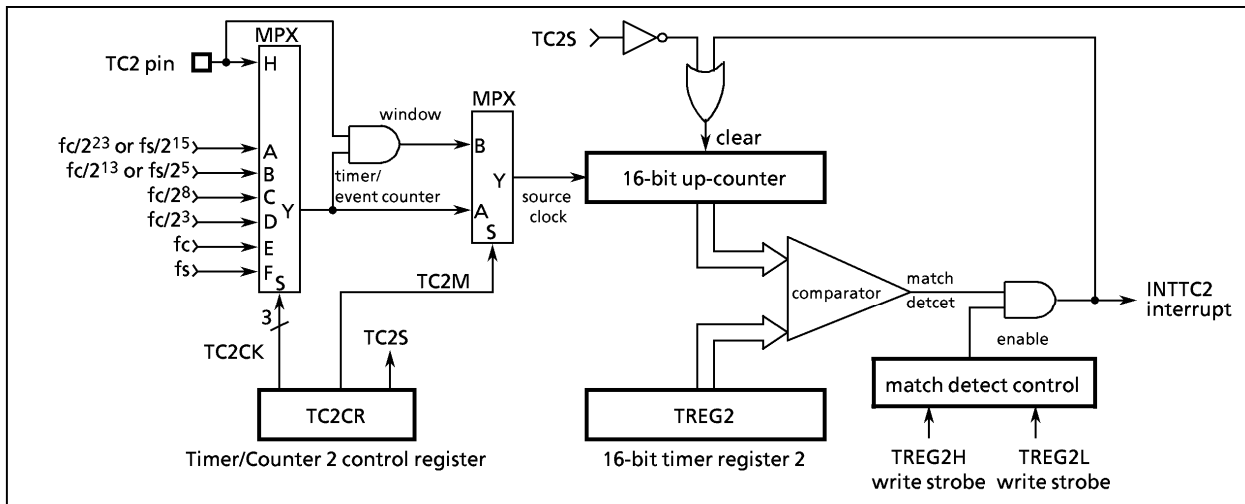 MPX
TC2 pin
H
fc/2²³ or fs/2¹⁵
A
fc/2¹³ or fs/2⁵
B
fc/2⁸
C
fc/2³
D
Y
fc
E
fs
F
S
3
TC2CK
window
timer/
event counter
MPX
B
Y
A
S
source
clock
TC2M
TC2S
TC2CR
Timer/Counter 2 control register
TC2S
clear
16-bit up-counter
comparator
match
detcet
enable
INTTC2
interrupt
match detect control
TREG2
16-bit timer register 2
TREG2H
write strobe
TREG2L
write strobe